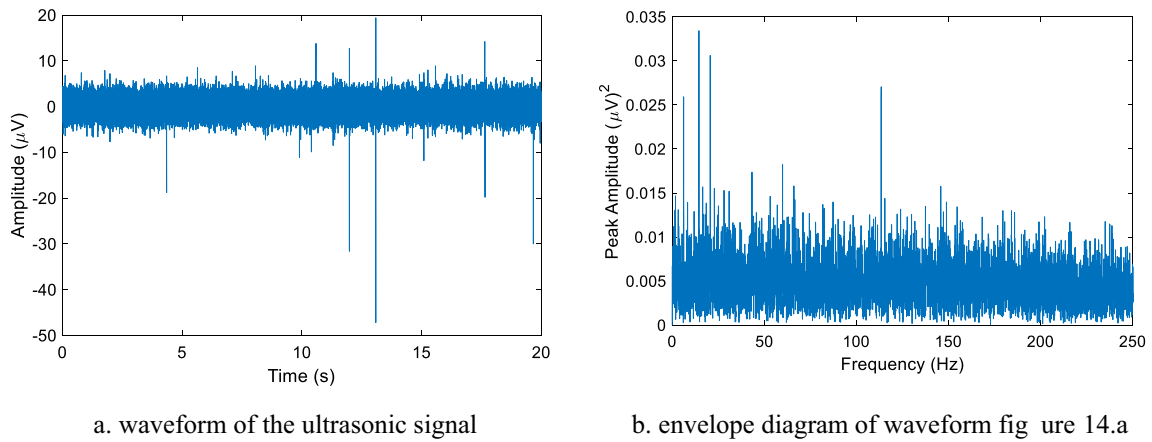 20
10
0
-10
-20
-30
-40
-50
Amplitude (μV)
0 5 10 15 20
Time (s)
a. waveform of the ultrasonic signal
0.035
0.03
0.025
0.02
0.015
0.01
0.005
0
Peak Amplitude (μV)²
0 50 100 150 200 250
Frequency (Hz)
b. envelope diagram of waveform fig ure 14.a